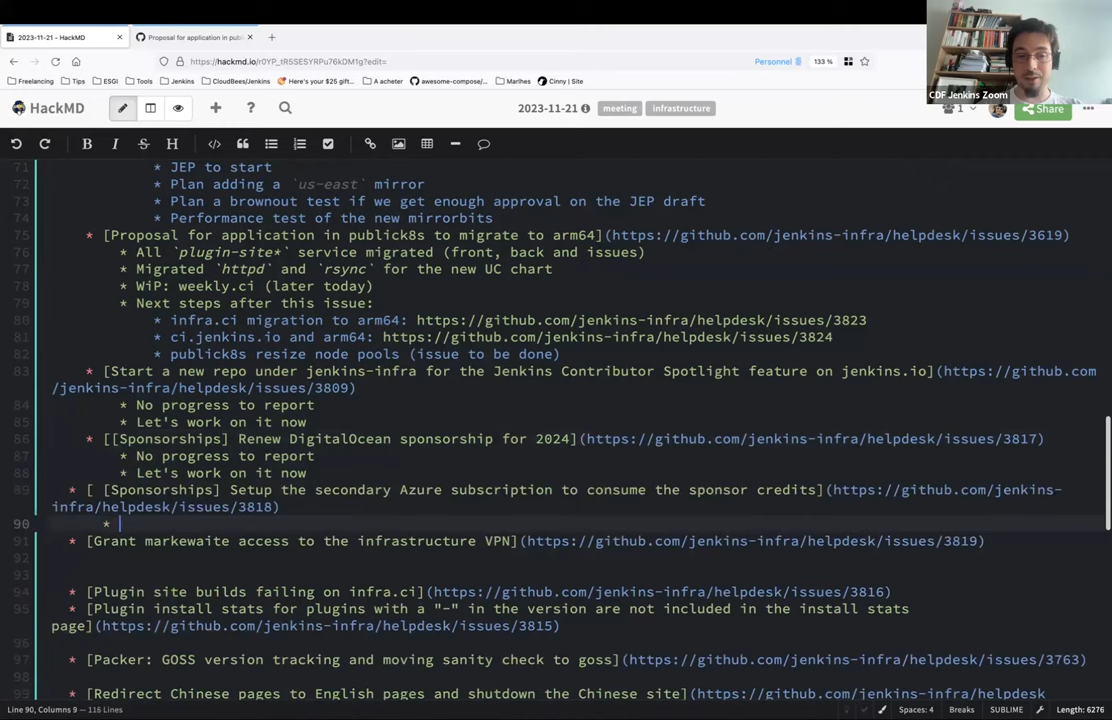 2023-11-21 - HackMD
Proposal for application in publ
https://hackmd.io/r0YP_tR5SESYRPu76kDM1g?edit=
Personnel
133 %
Freelancing
Tips
ESGI
Tools
Jenkins
CloudBees/Jenkins
Here's your $25 gift...
A acheter
awesome-compose/...
Marlhes
Cinny | Site
CDF Jenkins Zoom
HackMD
2023-11-21
meeting
infrastructure
1
Share
B I S H
71 * JEP to start
72 * Plan adding a `us-east` mirror
73 * Plan a brownout test if we get enough approval on the JEP draft
74 * Performance test of the new mirrorbits
75 * [Proposal for application in publick8s to migrate to arm64](https://github.com/jenkins-infra/helpdesk/issues/3619)
76 * All `plugin-site*` service migrated (front, back and issues)
77 * Migrated `httpd` and `rsync` for the new UC chart
78 * WiP: weekly.ci (later today)
79 * Next steps after this issue:
80 * infra.ci migration to arm64: https://github.com/jenkins-infra/helpdesk/issues/3823
81 * ci.jenkins.io and arm64: https://github.com/jenkins-infra/helpdesk/issues/3824
82 * publick8s resize node pools (issue to be done)
83 * [Start a new repo under jenkins-infra for the Jenkins Contributor Spotlight feature on jenkins.io](https://github.com
/jenkins-infra/helpdesk/issues/3809)
84 * No progress to report
85 * Let's work on it now
86 * [[Sponsorships] Renew DigitalOcean sponsorship for 2024](https://github.com/jenkins-infra/helpdesk/issues/3817)
87 * No progress to report
88 * Let's work on it now
89 * [ [Sponsorships] Setup the secondary Azure subscription to consume the sponsor credits](https://github.com/jenkins-
infra/helpdesk/issues/3818)
90 *
91 * [Grant markewaite access to the infrastructure VPN](https://github.com/jenkins-infra/helpdesk/issues/3819)
92
93
94 * [Plugin site builds failing on infra.ci](https://github.com/jenkins-infra/helpdesk/issues/3816)
95 * [Plugin install stats for plugins with a "-" in the version are not included in the install stats
page](https://github.com/jenkins-infra/helpdesk/issues/3815)
96
97 * [Packer: GOSS version tracking and moving sanity check to goss](https://github.com/jenkins-infra/helpdesk/issues/3763)
98
99 * [Redirect Chinese pages to English pages and shutdown the Chinese site](https://github.com/jenkins-infra/helpdesk
Line 90, Columns 9 — 116 Lines
Spaces: 4
Breaks
SUBLIME
Length: 6276